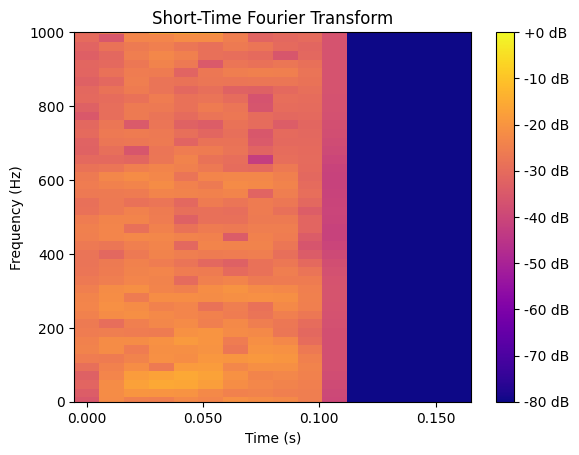 Short-Time Fourier Transform
1000
800
600
400
200
0
Frequency (Hz)
0.000
0.050
0.100
0.150
Time (s)
+0 dB
-10 dB
-20 dB
-30 dB
-40 dB
-50 dB
-60 dB
-70 dB
-80 dB